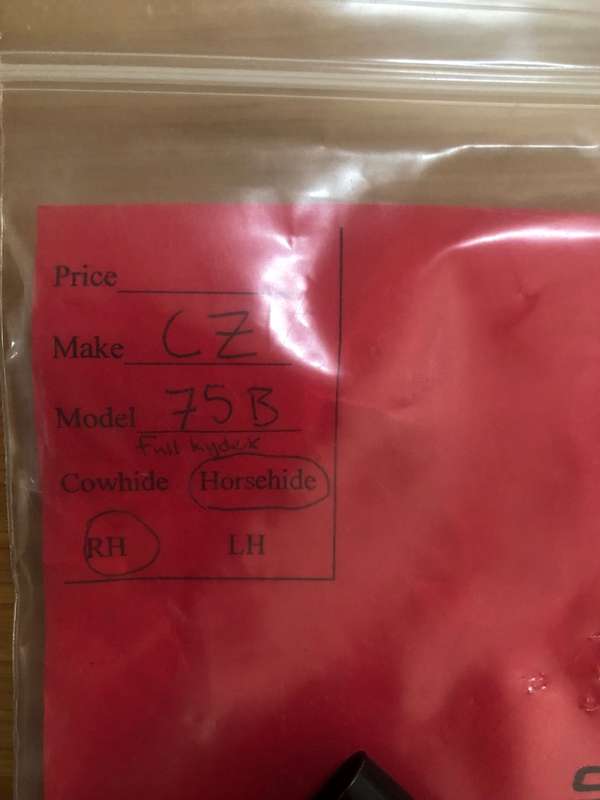 Price
Make CZ
Model 75B
Full kydex
Cowhide Horsehide
RH LH